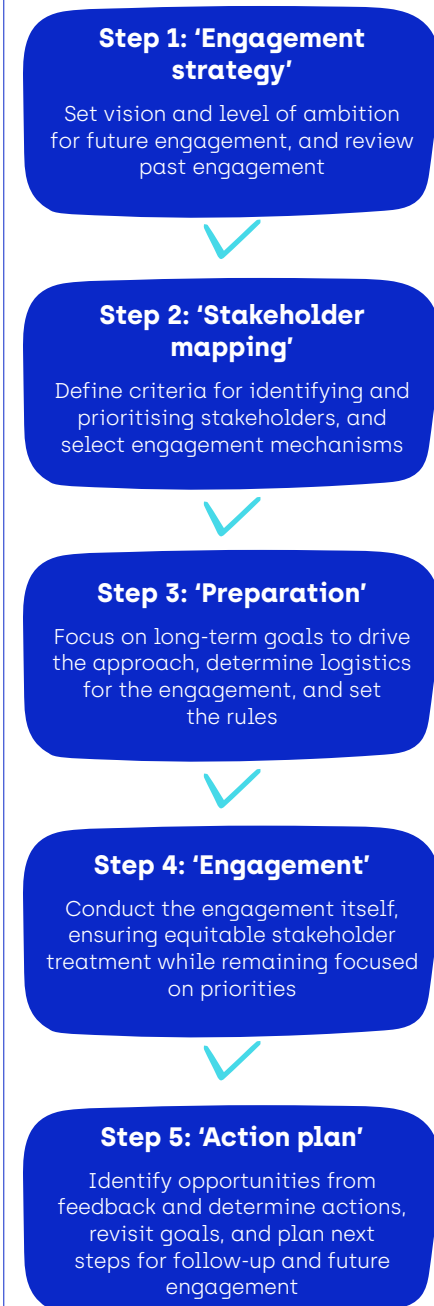 Step 1: ‘Engagement
strategy’
Set vision and level of ambition
for future engagement, and review
past engagement
Step 2: ‘Stakeholder
mapping’
Define criteria for identifying and
prioritising stakeholders, and
select engagement mechanisms
Step 3: ‘Preparation’
Focus on long-term goals to drive
the approach, determine logistics
for the engagement, and set
the rules
Step 4: ‘Engagement’
Conduct the engagement itself,
ensuring equitable stakeholder
treatment while remaining focused
on priorities
Step 5: ‘Action plan’
Identify opportunities from
feedback and determine actions,
revisit goals, and plan next
steps for follow-up and future
engagement